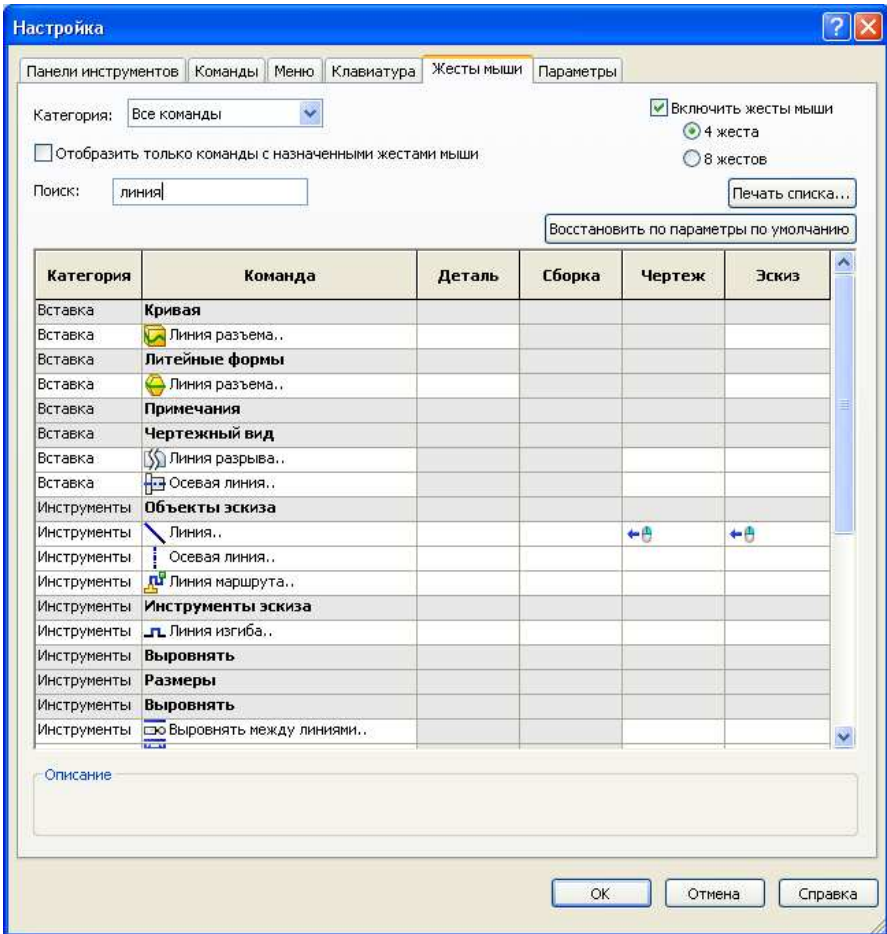 Настройка
Панели инструментов Команды Меню Клавиатура Жесты мыши Параметры
Категория: Все команды
Включить жесты мыши
4 жеста
Отобразить только команды с назначенными жестами мыши
8 жестов
Поиск: линия
Печать списка...
Восстановить по параметры по умолчанию
Категория Команда Деталь Сборка Чертеж Эскиз
Вставка Кривая
Вставка Линия разъема..
Вставка Литейные формы
Вставка Линия разъема..
Вставка Примечания
Вставка Чертежный вид
Вставка Линия разрыва..
Вставка Осевая линия..
Инструменты Объекты эскиза
Инструменты Линия..
Инструменты Осевая линия..
Инструменты Линия маршрута..
Инструменты Инструменты эскиза
Инструменты Линия изгиба..
Инструменты Выровнять
Инструменты Размеры
Инструменты Выровнять
Инструменты Выровнять между линиями..
Описание
ОК Отмена Справка